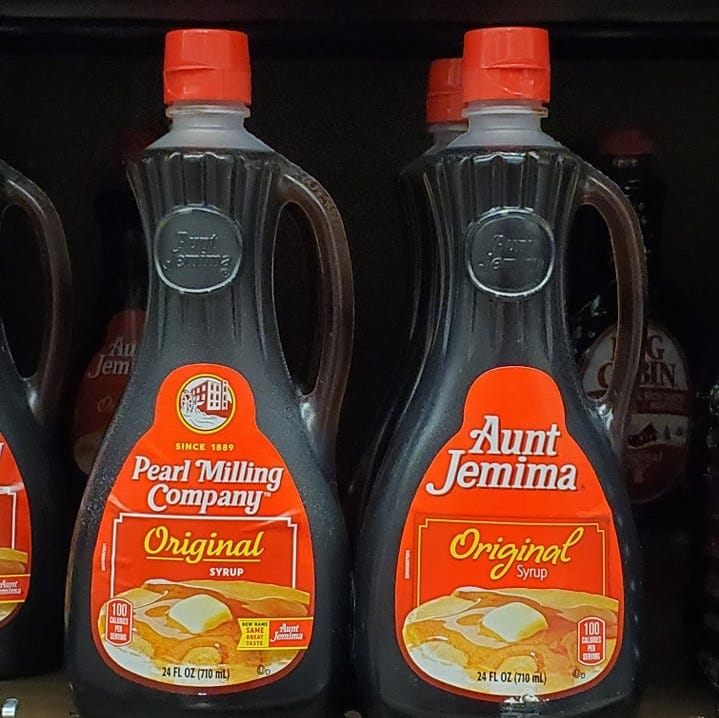 Aunt
Jemima
SINCE 1889
Pearl Milling
Company™
Original
SYRUP
100
CALORIES
PER
SERVING
NEW NAME
SAME
GREAT
TASTE
Aunt
Jemima
24 FL OZ (710 mL)
Aunt
Jemima
Original
Syrup
100
CALORIES
PER
SERVING
24 FL OZ (710 mL)
Au
Jem